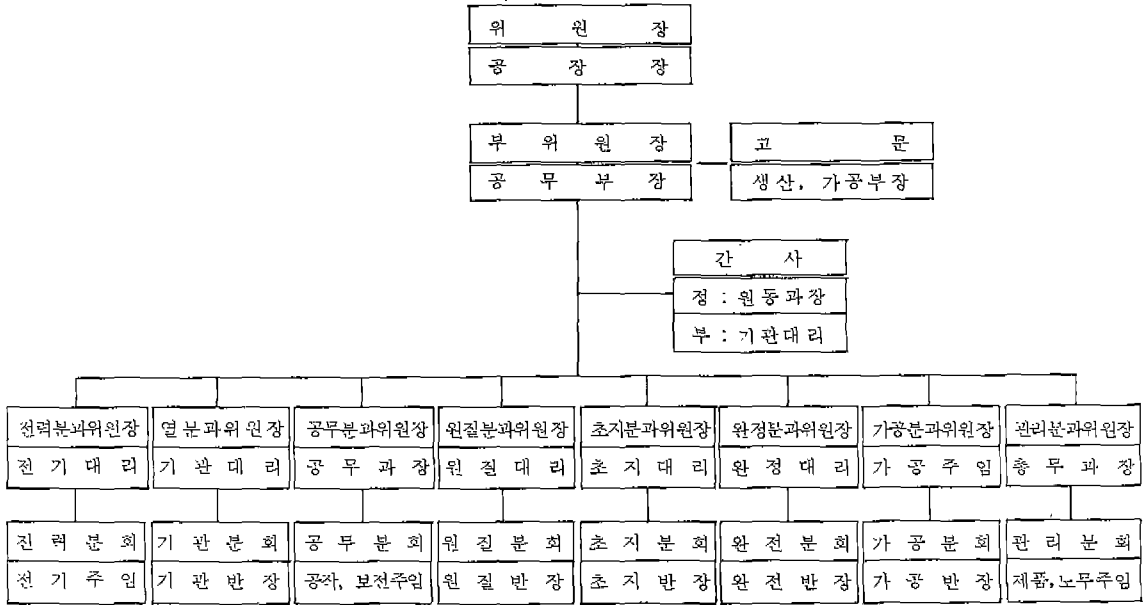 위 원 장
공 장 장
부 위 원 장
공 무 부 장
고 문
생산, 가공부장
간 사
정 : 원동과장
부 : 기관대리
전력분과위원장 열분과위원장 공무분과위원장 원질분과위원장 초지분과위원장 완정분과위원장 가공분과위원장 관리분과위원장
전 기 대 리 기 관 대 리 공 무 과 장 원 질 대 리 초 지 대 리 완 정 대 리 가 공 주 임 총 무 과 장
전 력 분 회 기 관 분 회 공 무 분 회 원 질 분 회 초 지 분 회 완 전 분 회 가 공 분 회 관 리 분 회
전 기 주 임 기 관 반 장 공작, 보전주임 원 질 반 장 초 지 반 장 완 전 반 장 가 공 반 장 제품, 노무주임